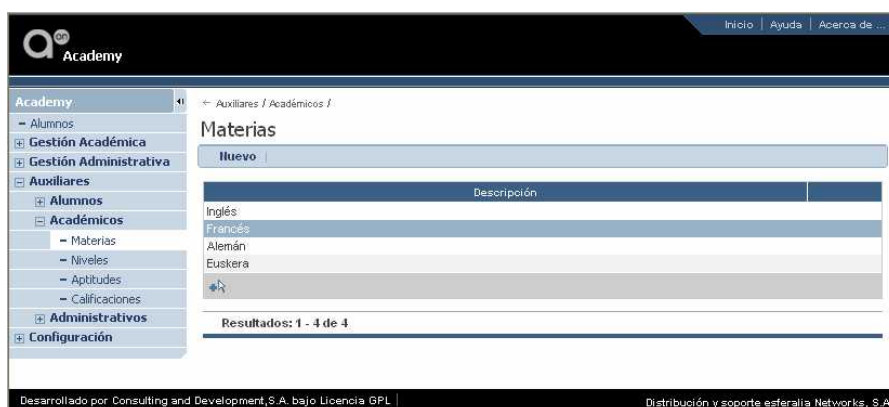 Inicio | Ayuda | Acerca de ...
on
Academy
Academy
← Auxiliares / Académicos /
- Alumnos
Materias
Gestión Académica
Gestión Administrativa
Nuevo |
Auxiliares
Descripción
Alumnos
Inglés
Académicos
Francés
- Materias
Alemán
- Niveles
Euskera
- Aptitudes
- Calificaciones
Administrativos
Resultados: 1 - 4 de 4
Configuración
Desarrollado por Consulting and Development,S.A. bajo Licencia GPL |
Distribución y soporte esferalia Networks, S.A